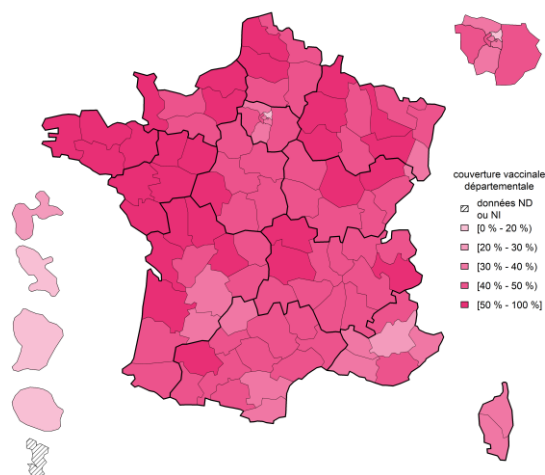 couverture vaccinale
départementale
données ND
ou NI
[0 % - 20 %)
[20 % - 30 %)
[30 % - 40 %)
[40 % - 50 %)
[50 % - 100 %]